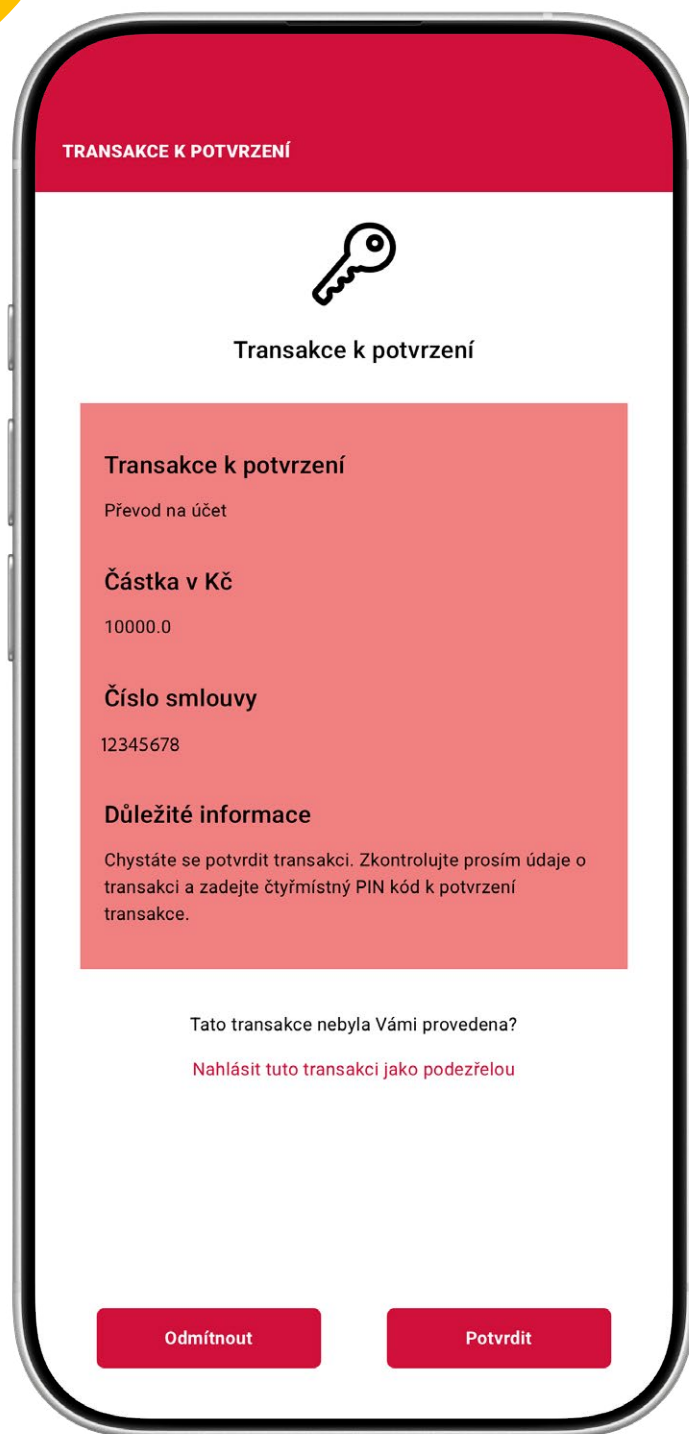 TRANSAKCE K POTVRZENÍ
Transakce k potvrzení
Transakce k potvrzení
Převod na účet
Částka v Kč
10000.0
Číslo smlouvy
12345678
Důležité informace
Chystáte se potvrdit transakci. Zkontrolujte prosím údaje o
transakci a zadejte čtyřmístný PIN kód k potvrzení
transakce.
Tato transakce nebyla Vámi provedena?
Nahlásit tuto transakci jako podezřelou
Odmítnout
Potvrdit